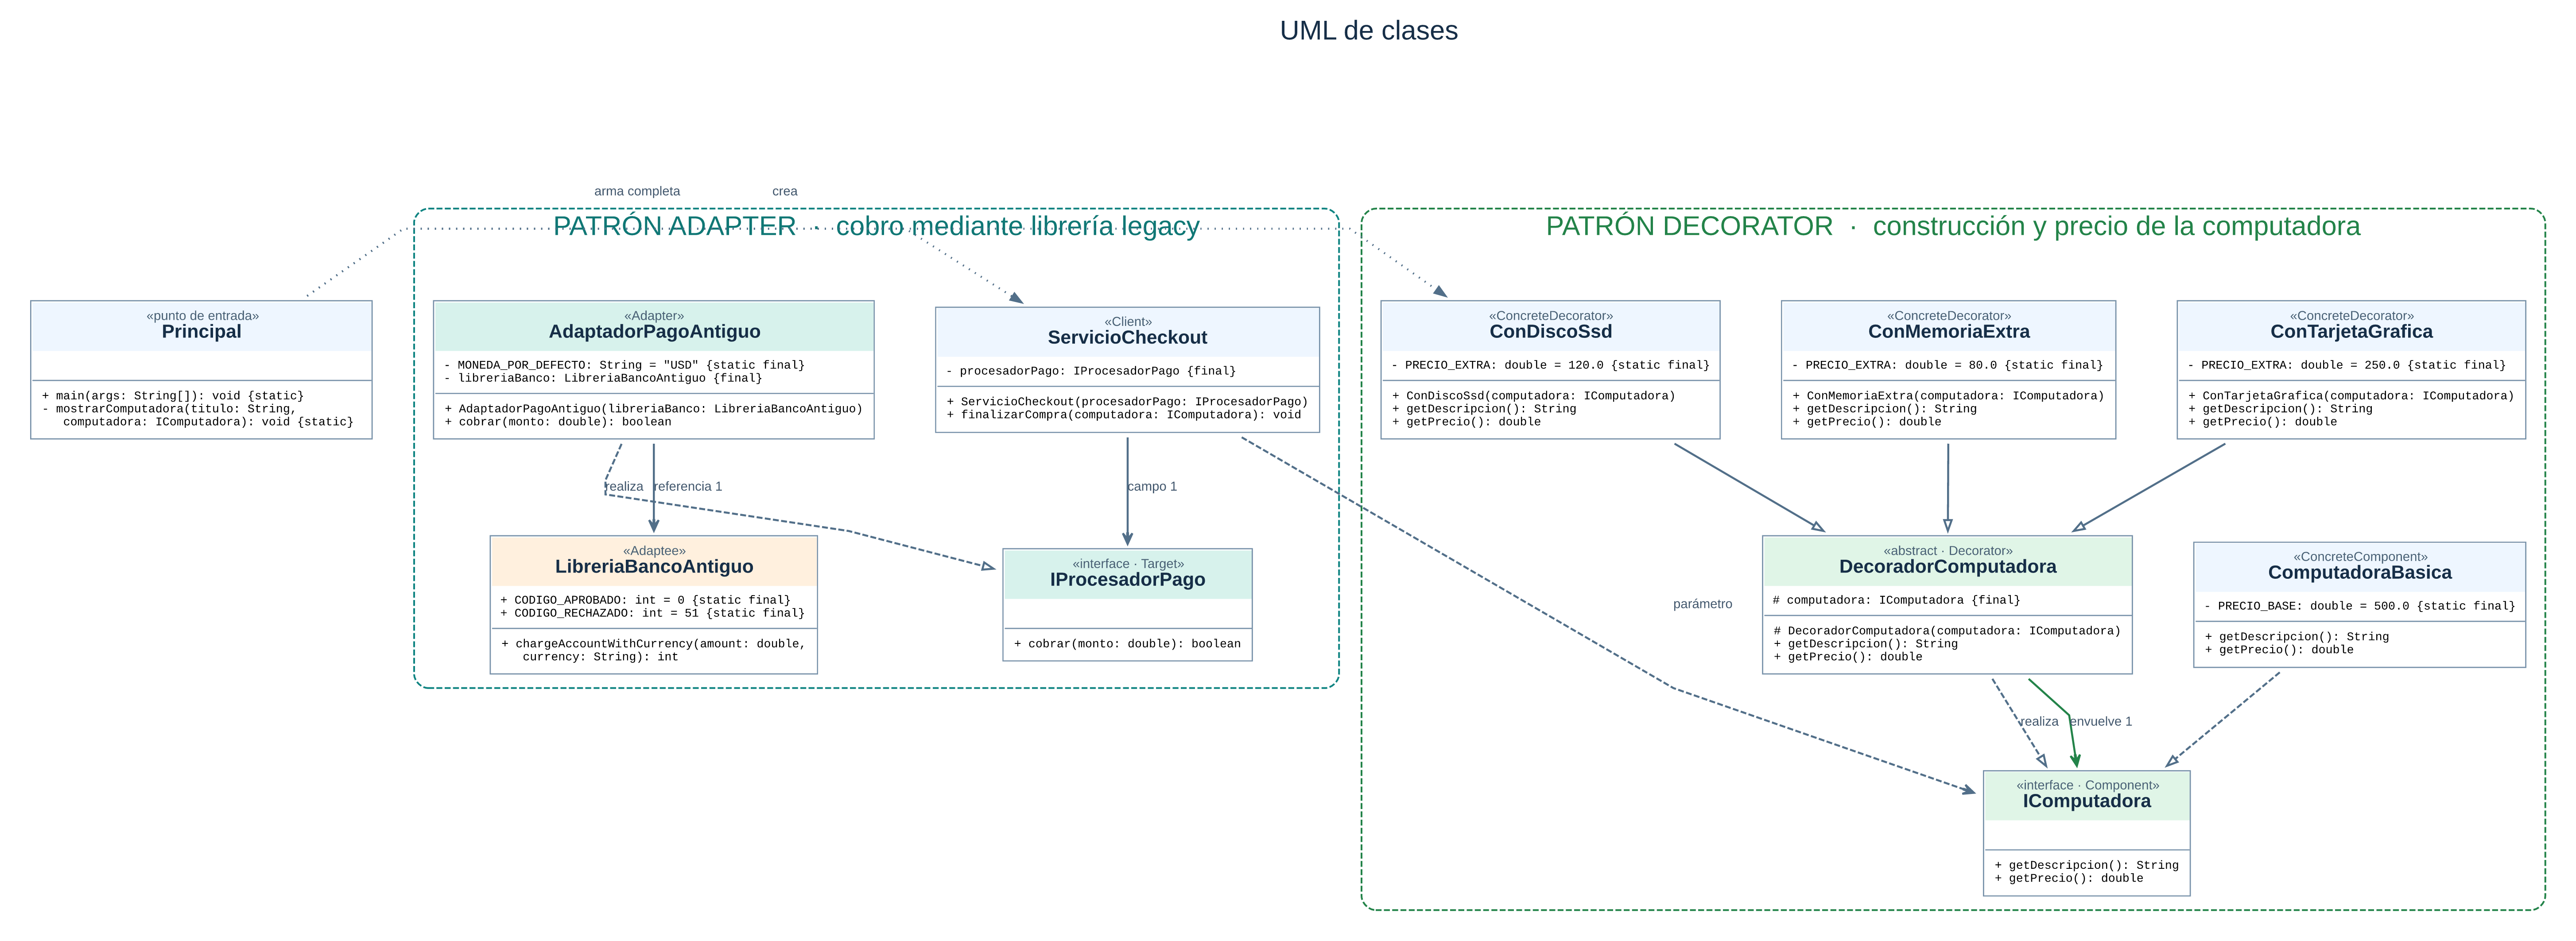 UML de clases
arma completa
crea
PATRÓN ADAPTER · cobro mediante librería legacy
PATRÓN DECORATOR · construcción y precio de la computadora
«punto de entrada»
Principal
+ main(args: String[]): void {static}
- mostrarComputadora(titulo: String,
computadora: IComputadora): void {static}
«Adapter»
AdaptadorPagoAntiguo
- MONEDA_POR_DEFECTO: String = "USD" {static final}
- libreriaBanco: LibreriaBancoAntiguo {final}
+ AdaptadorPagoAntiguo(libreriaBanco: LibreriaBancoAntiguo)
+ cobrar(monto: double): boolean
«Client»
ServicioCheckout
- procesadorPago: IProcesadorPago {final}
+ ServicioCheckout(procesadorPago: IProcesadorPago)
+ finalizarCompra(computadora: IComputadora): void
«ConcreteDecorator»
ConDiscoSsd
- PRECIO_EXTRA: double = 120.0 {static final}
+ ConDiscoSsd(computadora: IComputadora)
+ getDescripcion(): String
+ getPrecio(): double
«ConcreteDecorator»
ConMemoriaExtra
- PRECIO_EXTRA: double = 80.0 {static final}
+ ConMemoriaExtra(computadora: IComputadora)
+ getDescripcion(): String
+ getPrecio(): double
«ConcreteDecorator»
ConTarjetaGrafica
- PRECIO_EXTRA: double = 250.0 {static final}
+ ConTarjetaGrafica(computadora: IComputadora)
+ getDescripcion(): String
+ getPrecio(): double
realiza
referencia 1
campo 1
«Adaptee»
LibreriaBancoAntiguo
+ CODIGO_APROBADO: int = 0 {static final}
+ CODIGO_RECHAZADO: int = 51 {static final}
+ chargeAccountWithCurrency(amount: double,
currency: String): int
«interface · Target»
IProcesadorPago
+ cobrar(monto: double): boolean
parámetro
«abstract · Decorator»
DecoradorComputadora
# computadora: IComputadora {final}
# DecoradorComputadora(computadora: IComputadora)
+ getDescripcion(): String
+ getPrecio(): double
«ConcreteComponent»
ComputadoraBasica
- PRECIO_BASE: double = 500.0 {static final}
+ getDescripcion(): String
+ getPrecio(): double
realiza
envuelve 1
«interface · Component»
IComputadora
+ getDescripcion(): String
+ getPrecio(): double